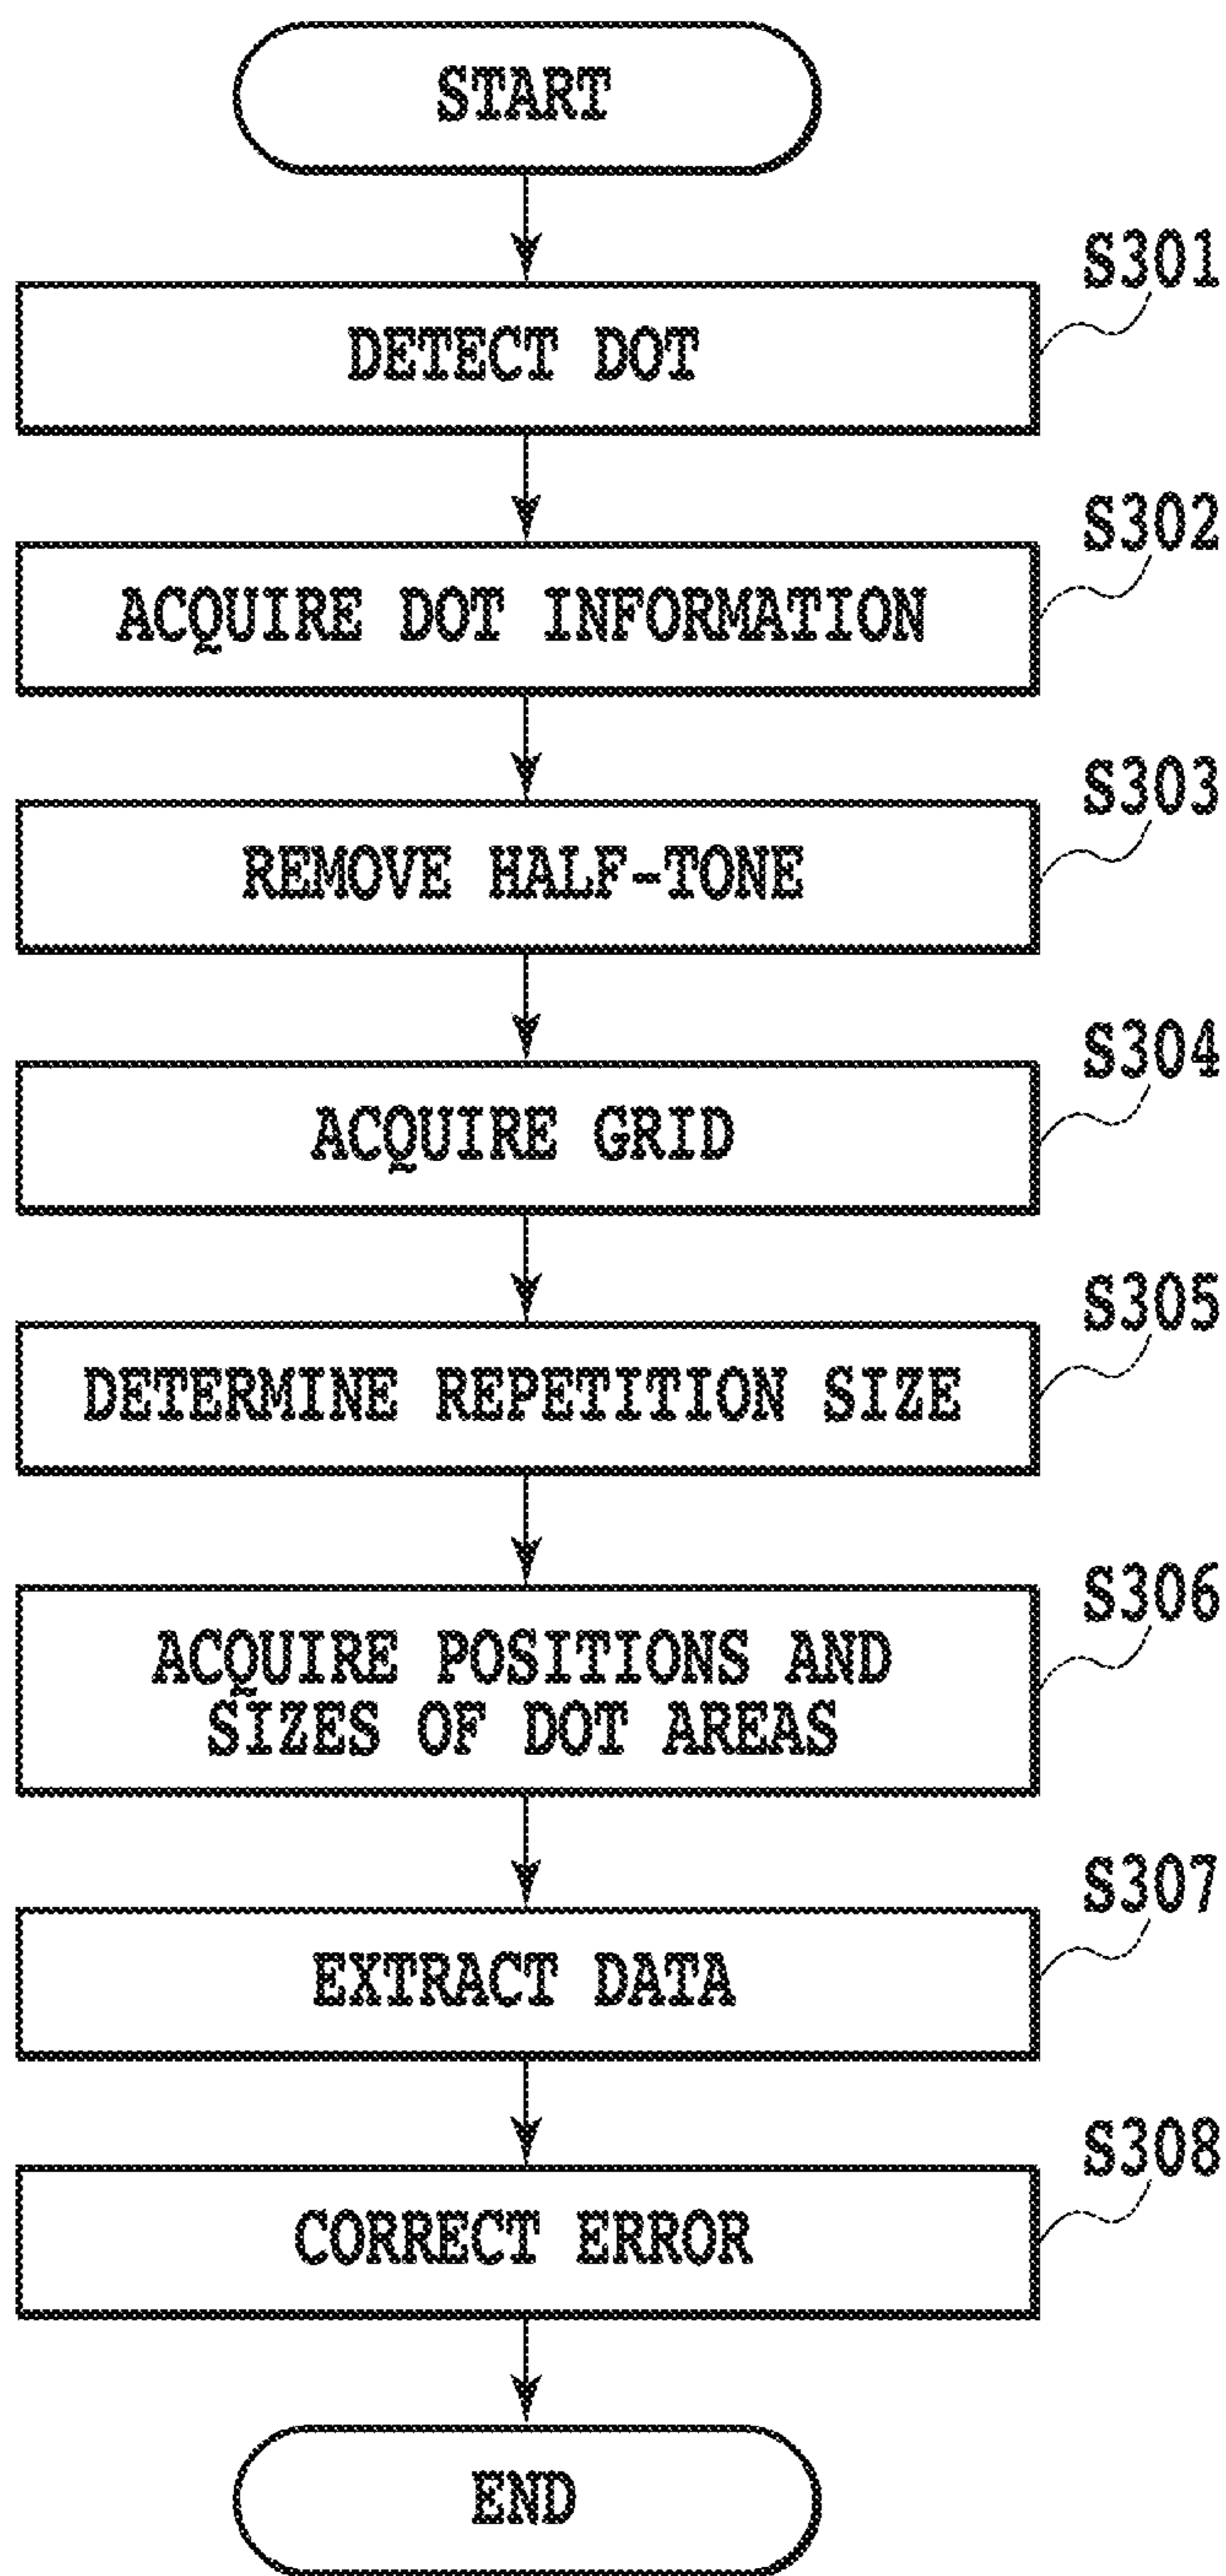 START
S301
DETECT DOT
S302
ACQUIRE DOT INFORMATION
S303
REMOVE HALF-TONE
S304
ACQUIRE GRID
S305
DETERMINE REPETITION SIZE
S306
ACQUIRE POSITIONS AND
SIZES OF DOT AREAS
S307
EXTRACT DATA
S308
CORRECT ERROR
END